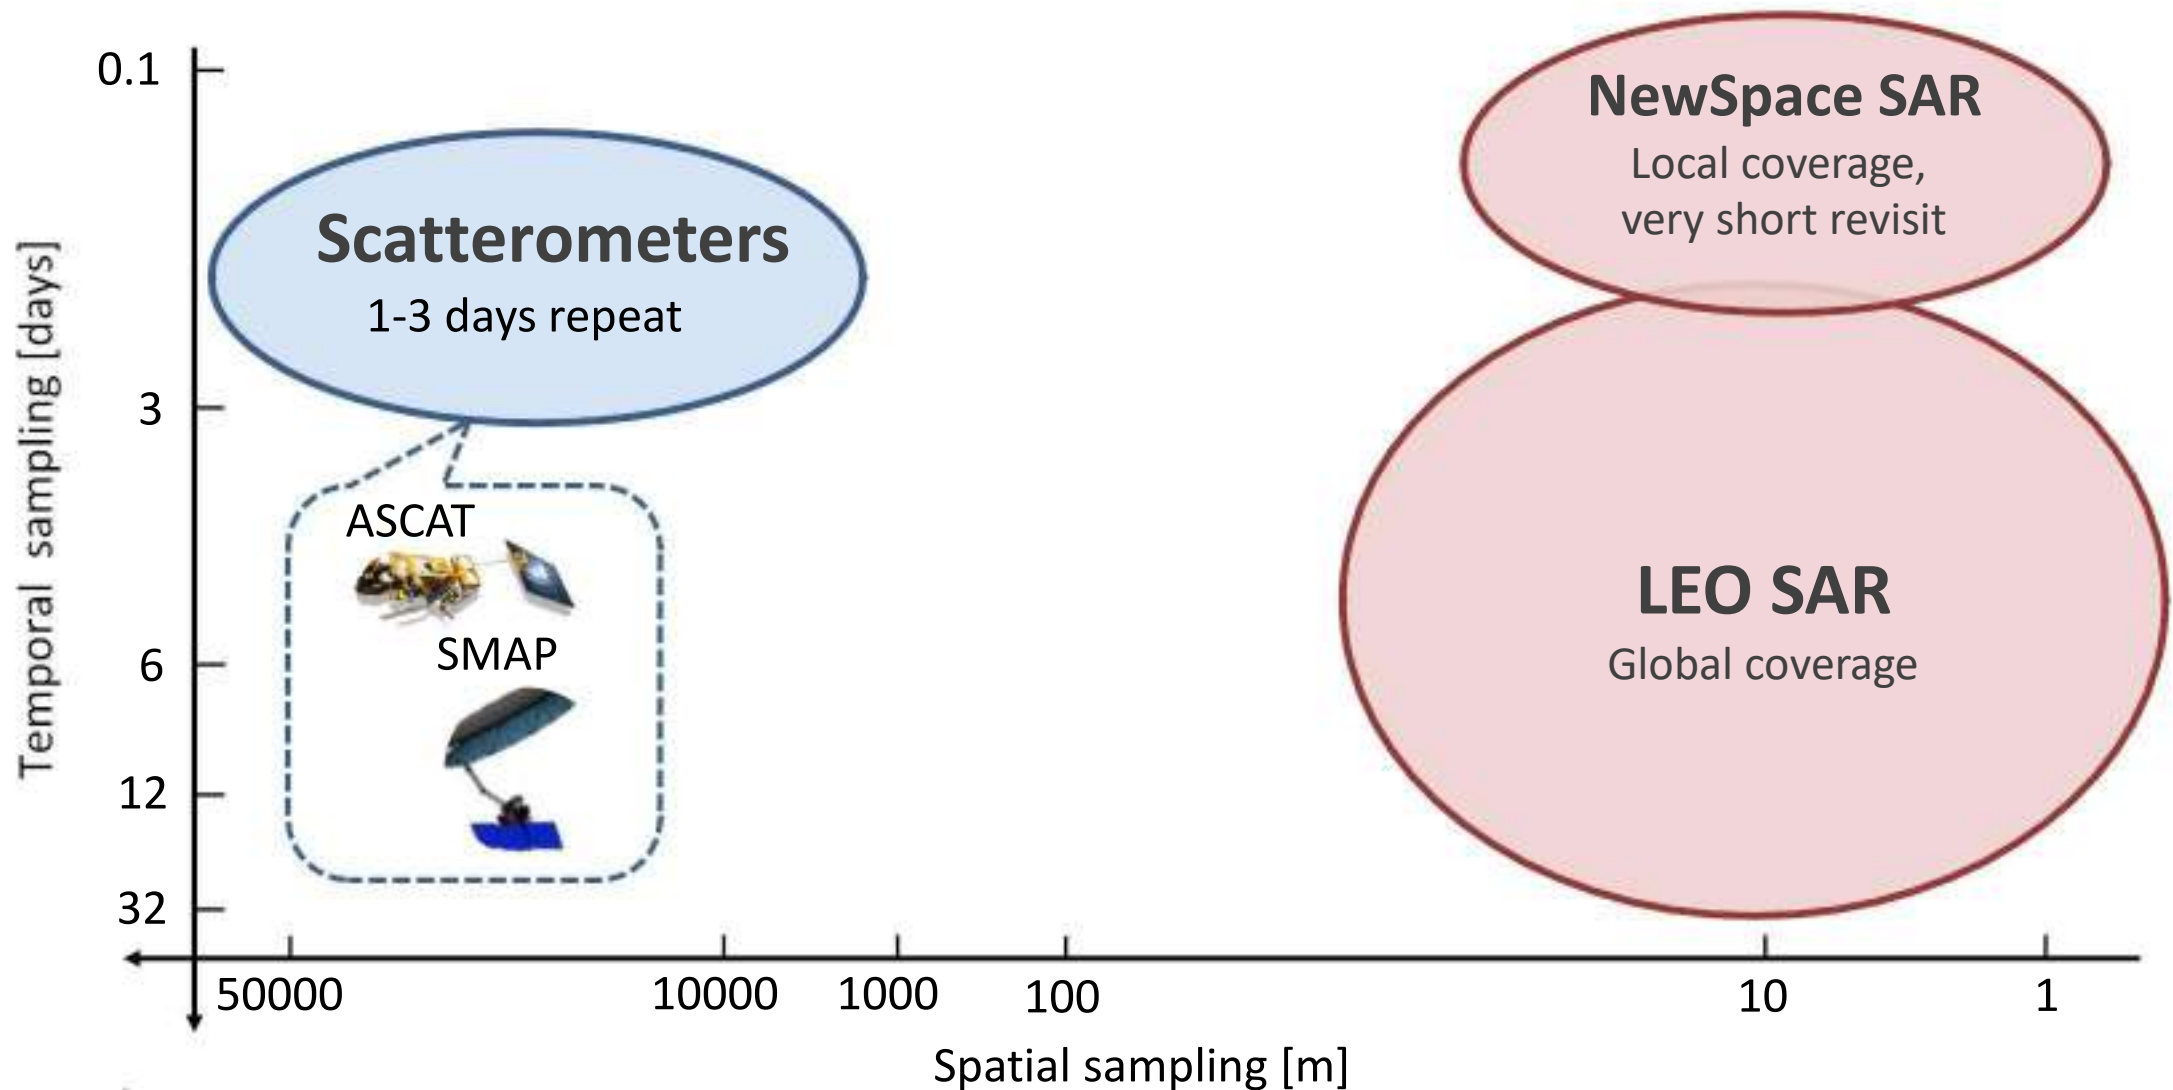 0.1
3
6
12
32
Temporal sampling [days]
Scatterometers
1-3 days repeat
ASCAT
SMAP
NewSpace SAR
Local coverage,
very short revisit
LEO SAR
Global coverage
50000
10000
1000
100
10
1
Spatial sampling [m]